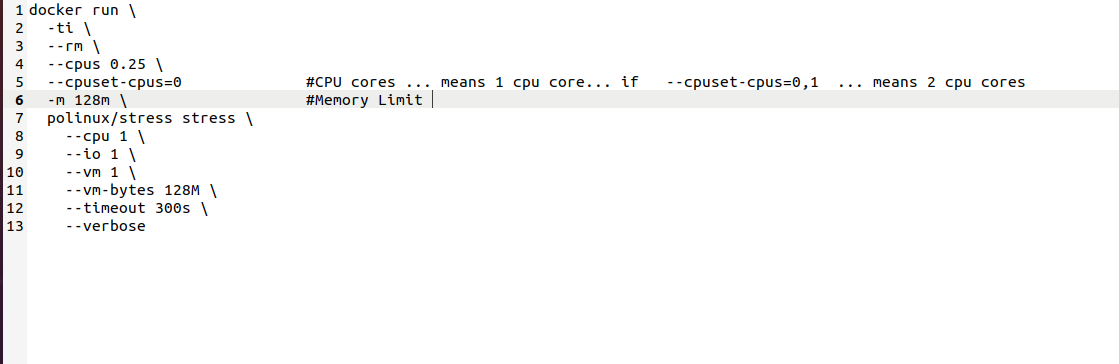 1 docker run \
2   -ti \
3   --rm \
4   --cpus 0.25 \
5   --cpuset-cpus=0              #CPU cores ... means 1 cpu core... if   --cpuset-cpus=0,1  ... means 2 cpu cores
6   -m 128m \                    #Memory Limit
7   polinux/stress stress \
8     --cpu 1 \
9     --io 1 \
10     --vm 1 \
11     --vm-bytes 128M \
12     --timeout 300s \
13     --verbose